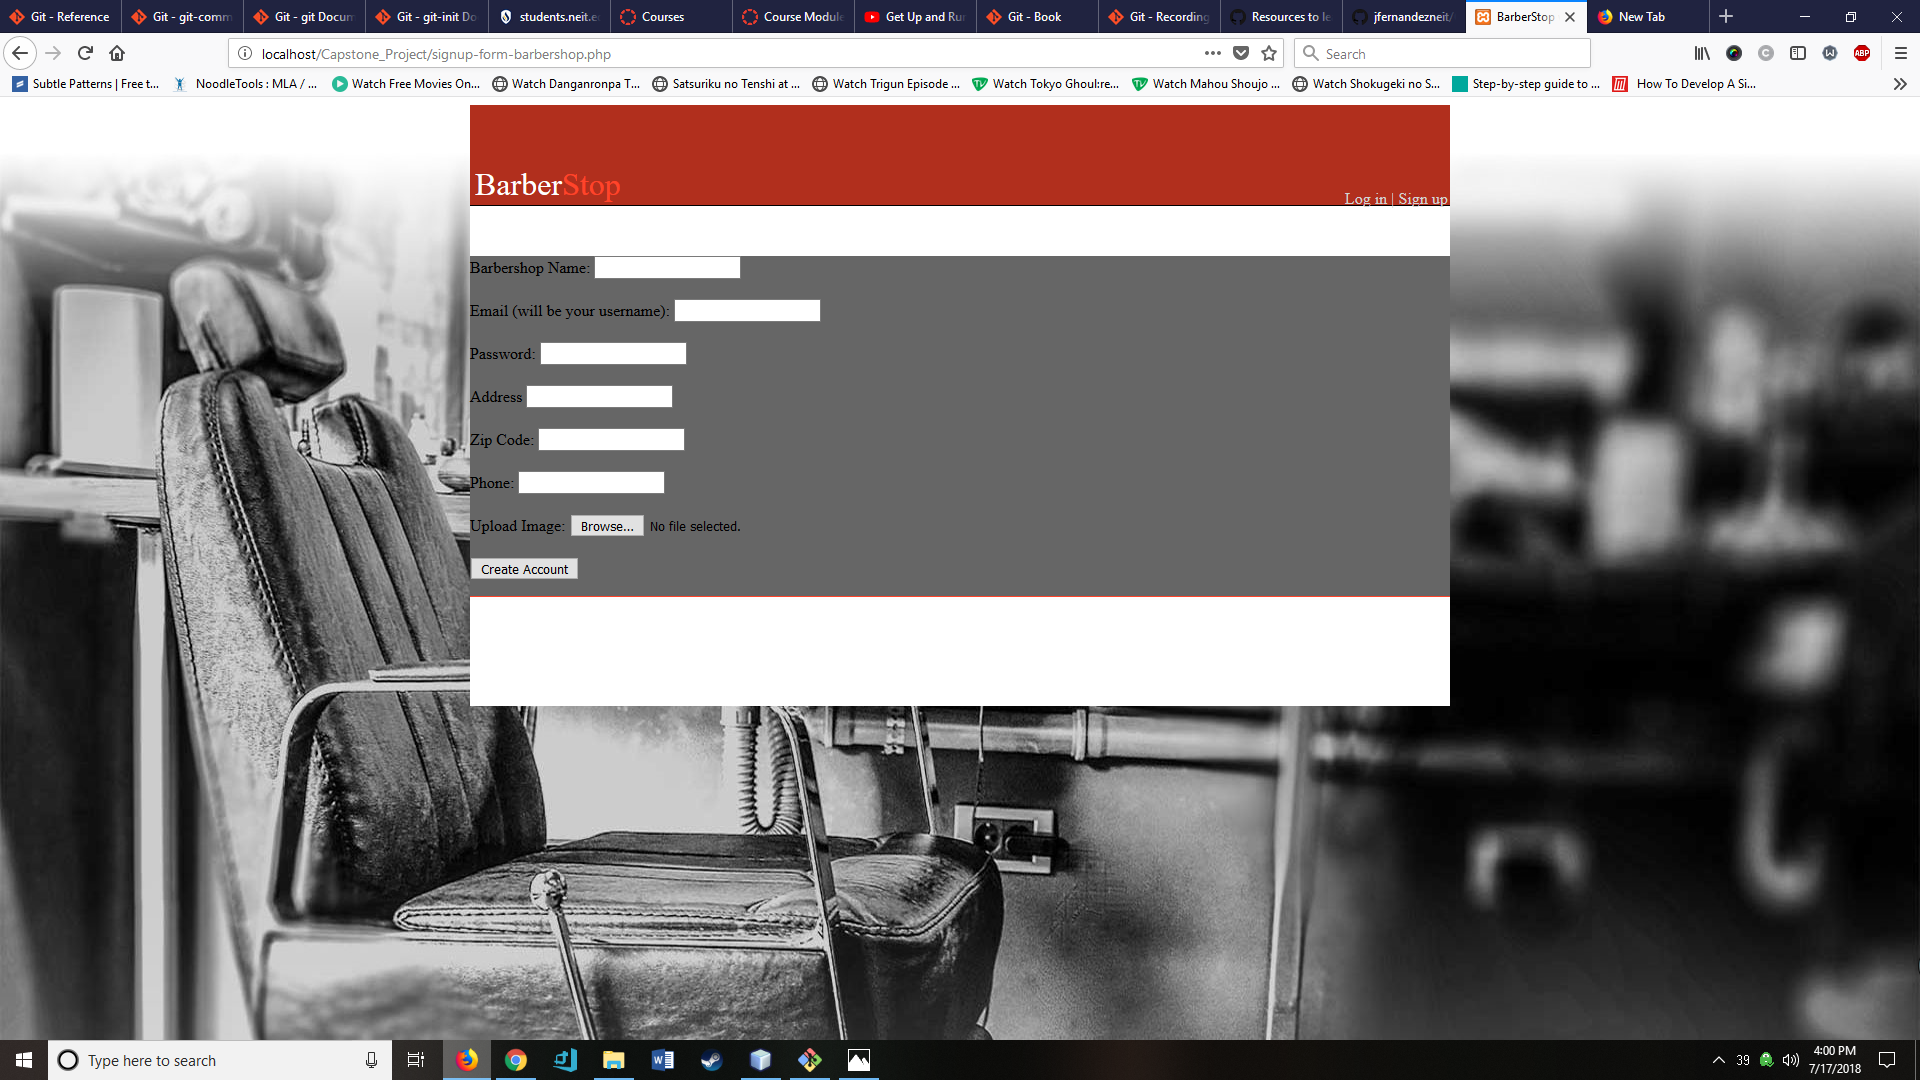 Git - Reference
Git - git-comm
Git - git Docum
Git - git-init Do
students.neit.e
Courses
Course Module
Get Up and Run
Git - Book
Git - Recording
Resources to le
jfernandezneit/
BarberStop
New Tab
localhost/Capstone_Project/signup-form-barbershop.php
Search
Subtle Patterns | Free t...
NoodleTools : MLA / ...
Watch Free Movies On...
Watch Danganronpa T...
Satsuriku no Tenshi at ...
Watch Trigun Episode ...
Watch Tokyo Ghoul:re...
Watch Mahou Shoujo ...
Watch Shokugeki no S...
Step-by-step guide to ...
How To Develop A Si...
BarberStop
Log in | Sign up
Barbershop Name:
Email (will be your username):
Password:
Address
Zip Code:
Phone:
Upload Image: Browse... No file selected.
Create Account
Type here to search
39
4:00 PM
7/17/2018